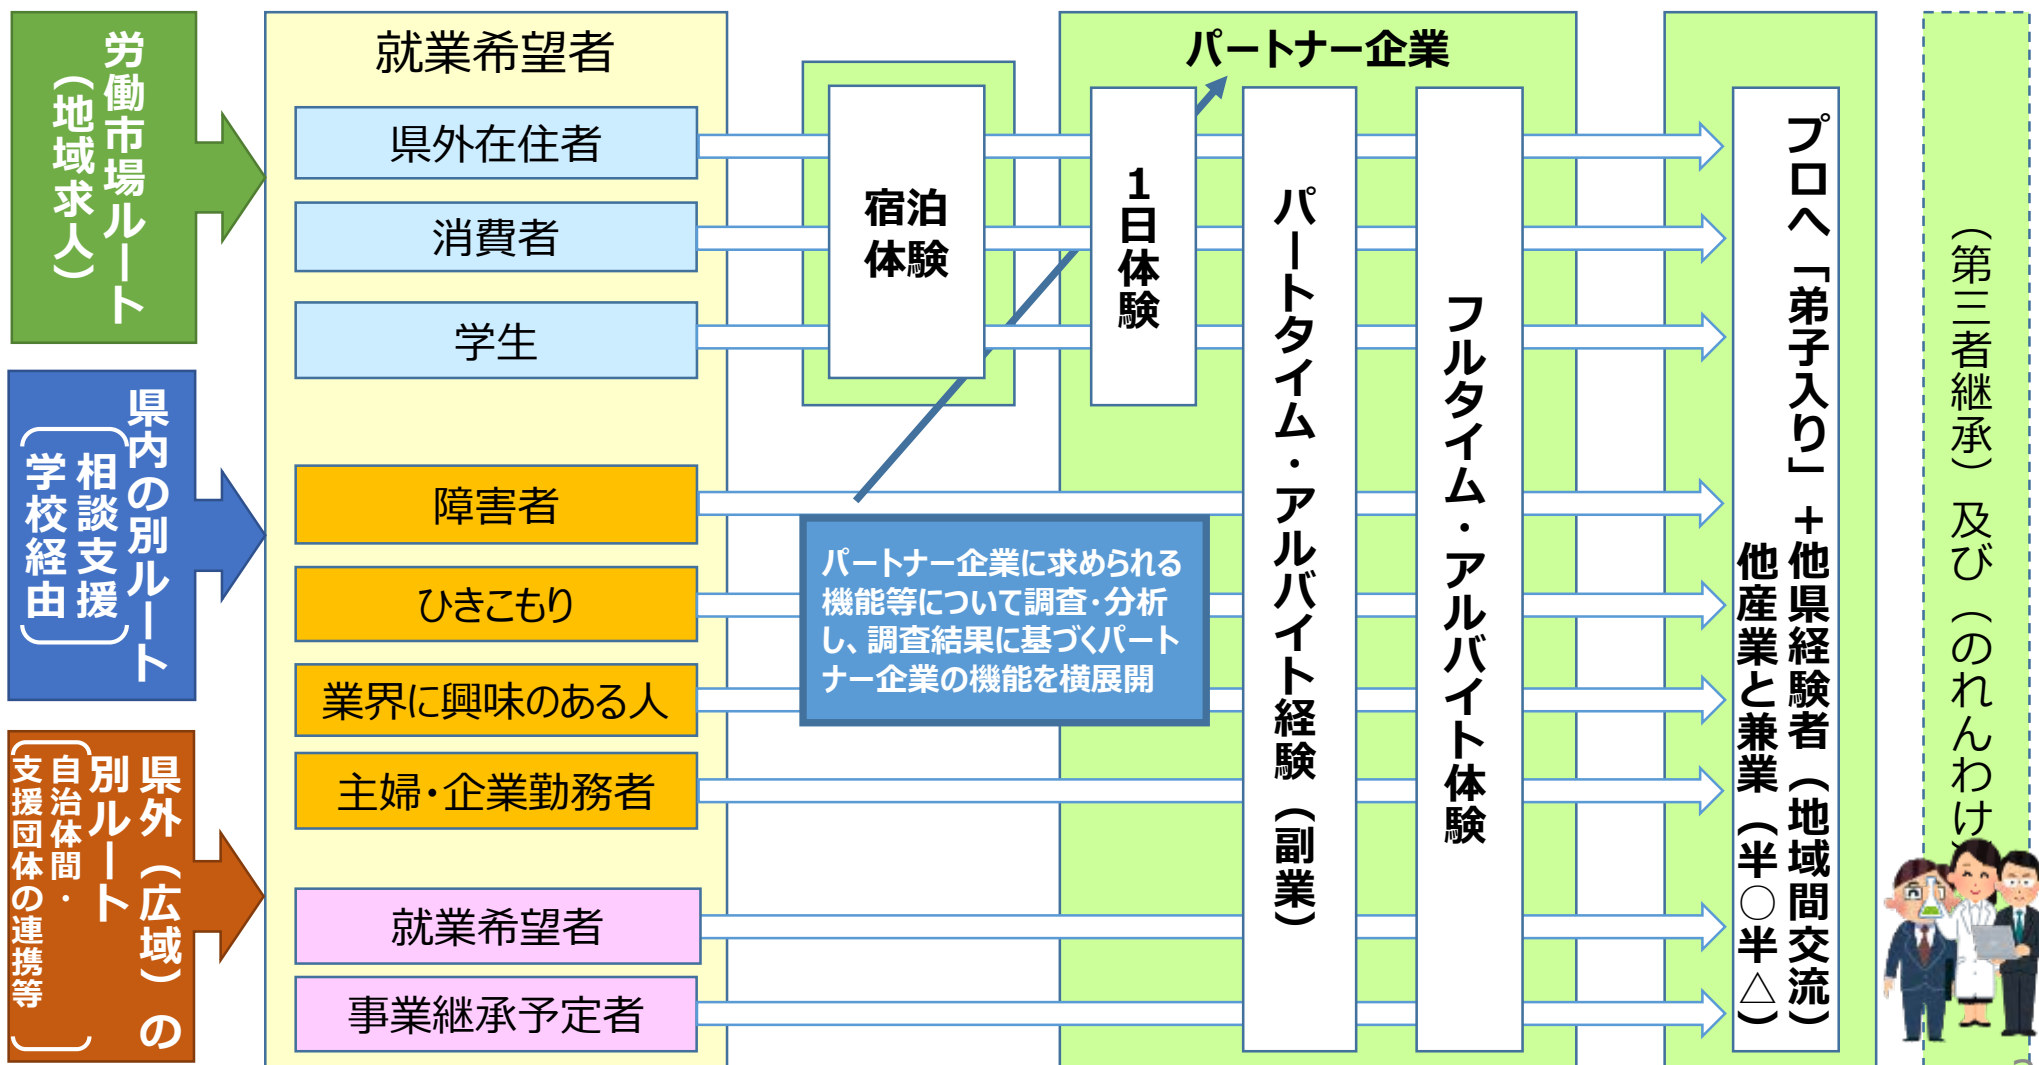 労働市場ルート
（地域求人）
県内の別ルート
相談支援
学校経由
県外（広域）の
別ルート
自治体間・
支援団体の連携等
就業希望者
県外在住者
消費者
学生
障害者
ひきこもり
業界に興味のある人
主婦・企業勤務者
就業希望者
事業継承予定者
宿泊
体験
パートナー企業
１日体験
パートタイム・アルバイト経験（副業）
フルタイム・アルバイト体験
パートナー企業に求められる
機能等について調査・分析
し、調査結果に基づくパート
ナー企業の機能を横展開
プロへ「弟子入り」＋他県経験者（地域間交流）
他産業と兼業（半○半△）
（第三者継承）及び（のれんわけ